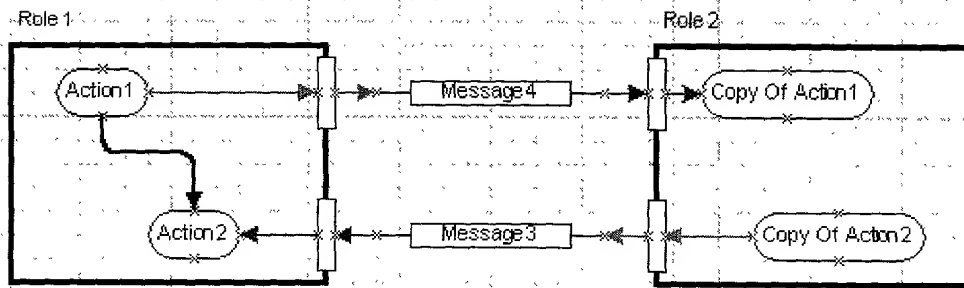 Role 1
Role 2
Action1
Message4
Copy Of Action1
Action2
Message3
Copy Of Action2